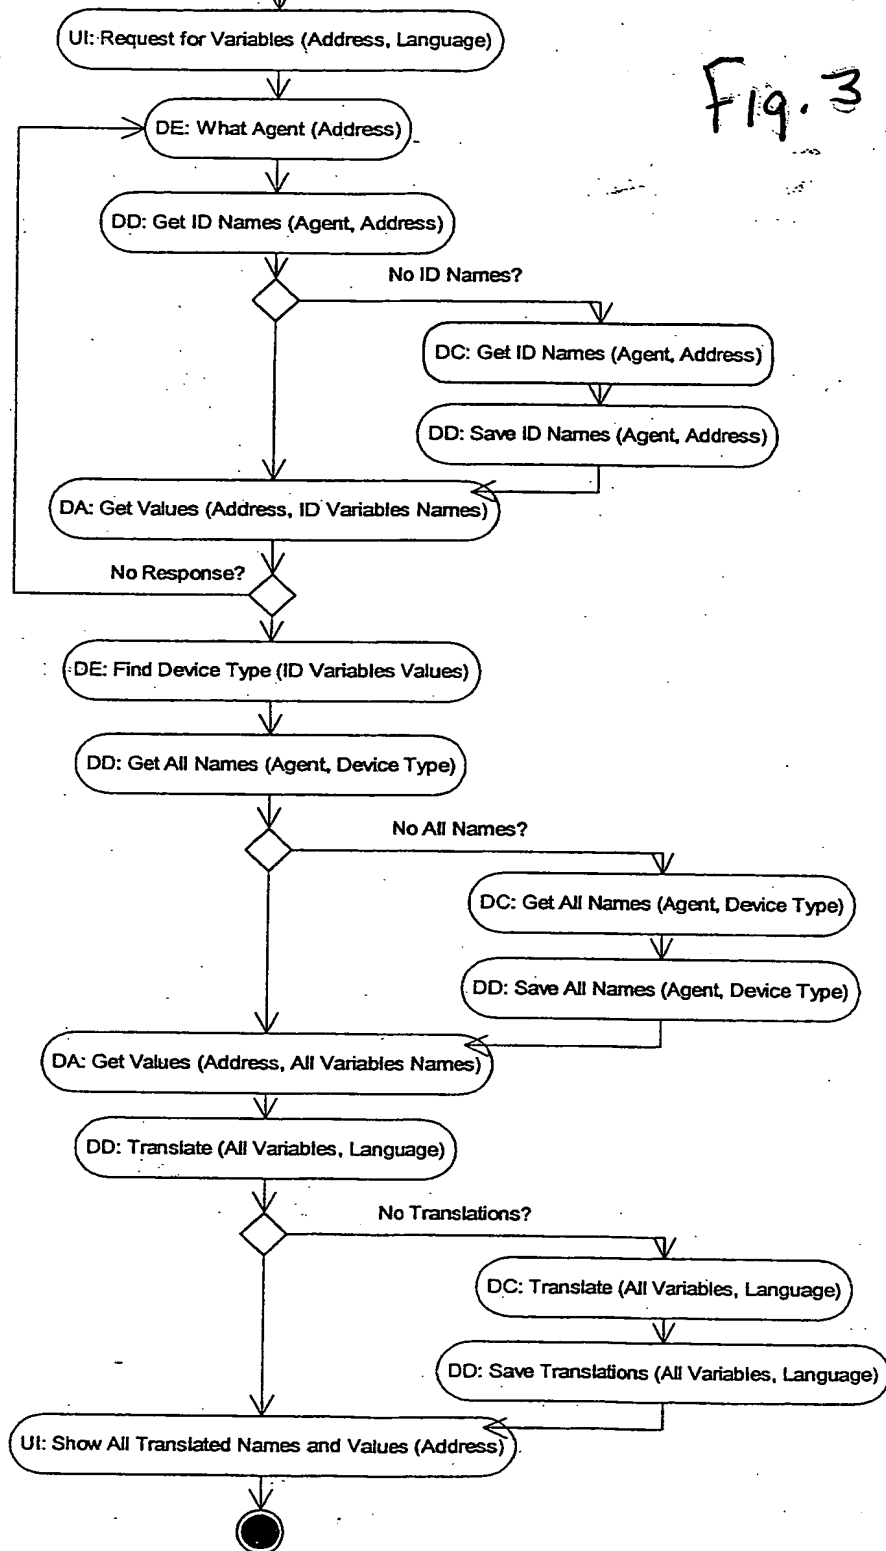 UI: Request for Variables (Address, Language)
Fig. 3
DE: What Agent (Address)
DD: Get ID Names (Agent, Address)
No ID Names?
DC: Get ID Names (Agent, Address)
DD: Save ID Names (Agent, Address)
DA: Get Values (Address, ID Variables Names)
No Response?
DE: Find Device Type (ID Variables Values)
DD: Get All Names (Agent, Device Type)
No All Names?
DC: Get All Names (Agent, Device Type)
DD: Save All Names (Agent, Device Type)
DA: Get Values (Address, All Variables Names)
DD: Translate (All Variables, Language)
No Translations?
DC: Translate (All Variables, Language)
DD: Save Translations (All Variables, Language)
UI: Show All Translated Names and Values (Address)